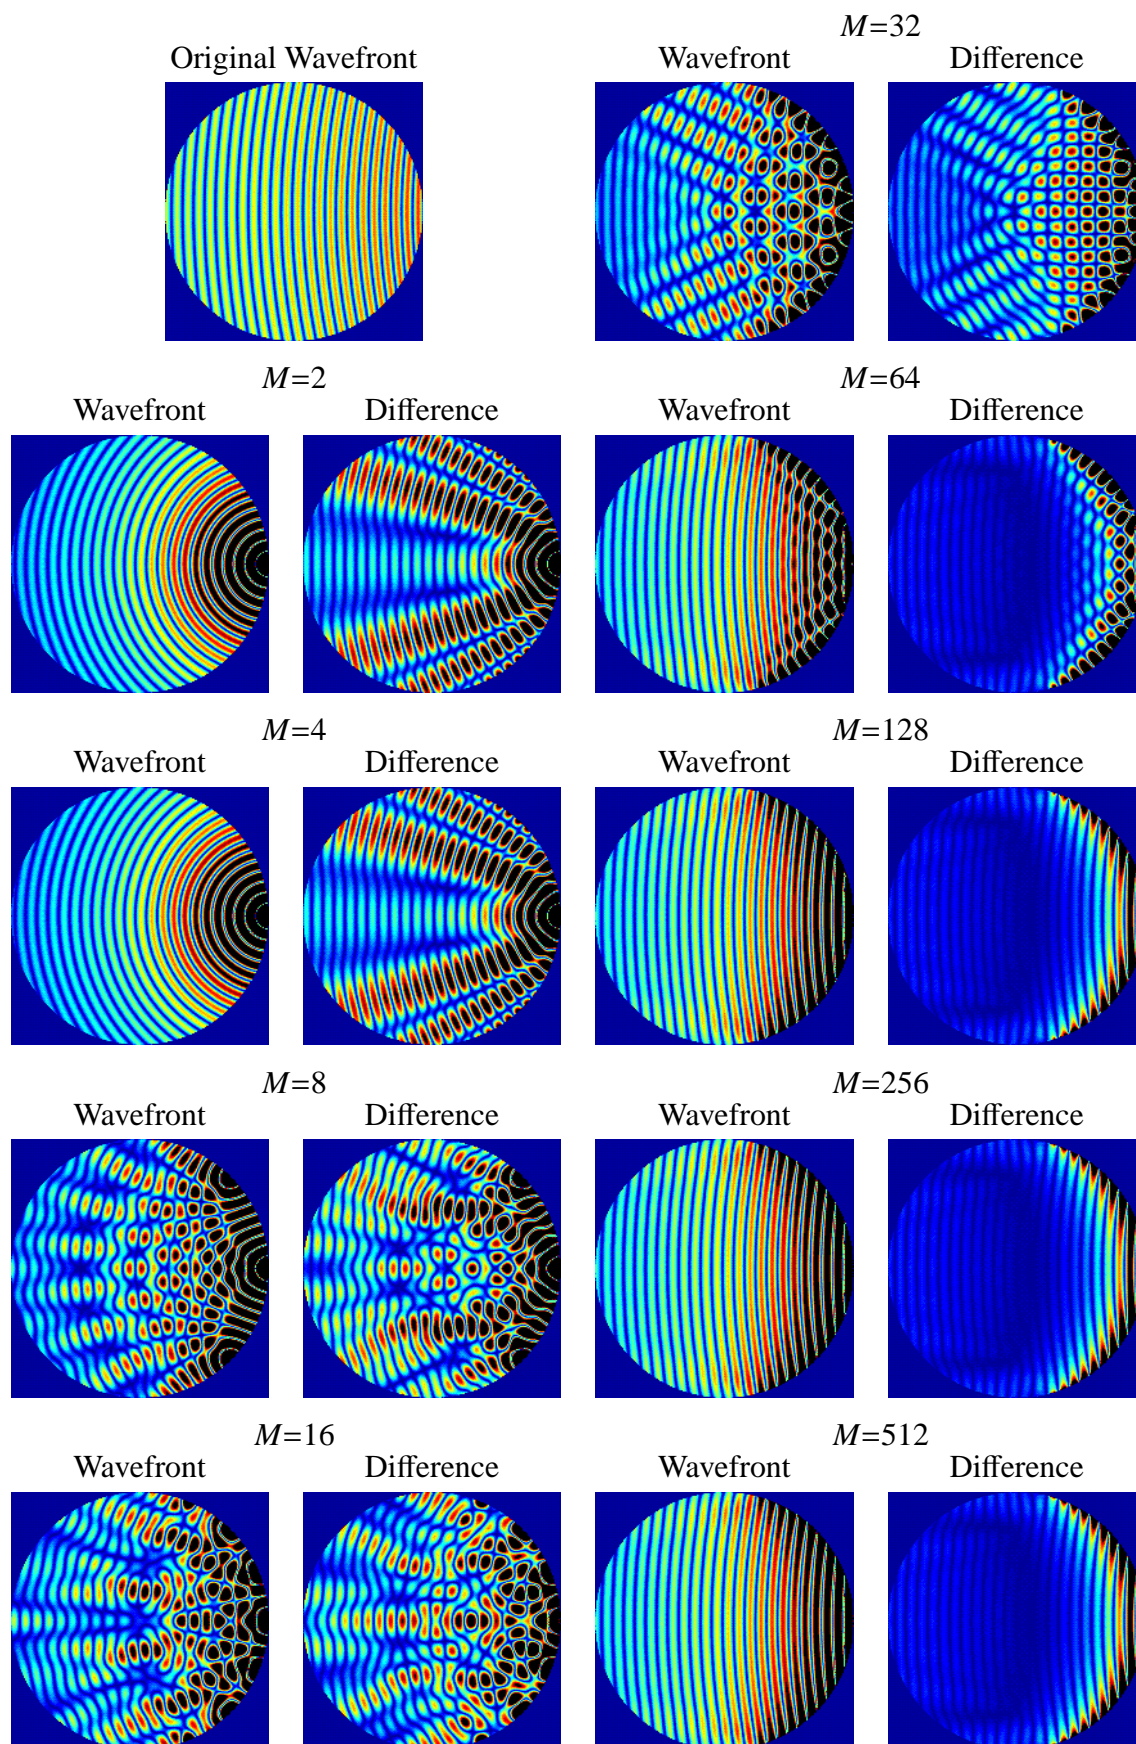 Original Wavefront
M=32
Wavefront Difference
M=2
Wavefront Difference
M=64
Wavefront Difference
M=4
Wavefront Difference
M=128
Wavefront Difference
M=8
Wavefront Difference
M=256
Wavefront Difference
M=16
Wavefront Difference
M=512
Wavefront Difference